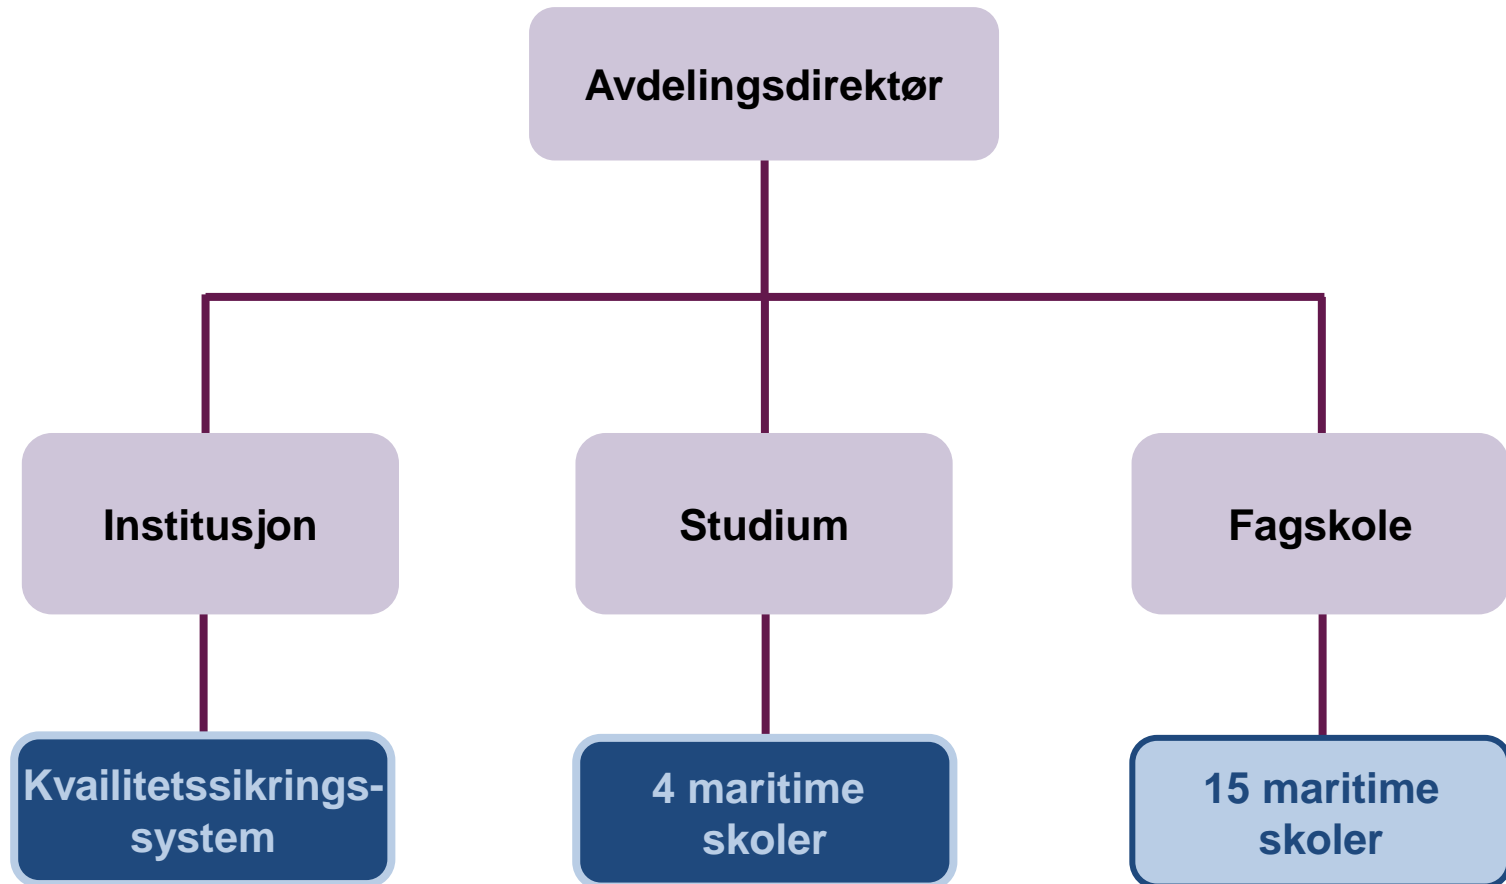 Avdelingsdirektør
Institusjon
Studium
Fagskole
Kvailitetssikrings-
system
4 maritime
skoler
15 maritime
skoler